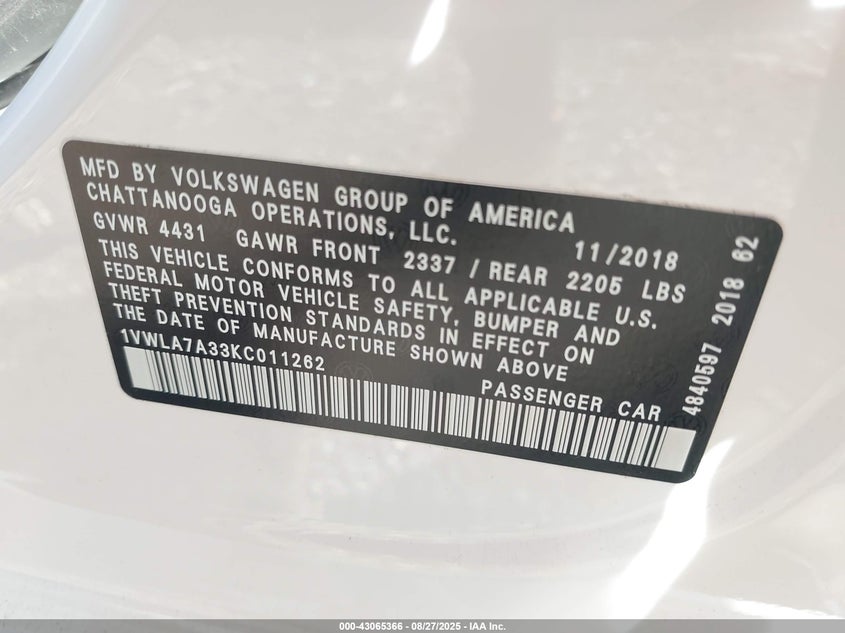 MFD BY VOLKSWAGEN GROUP OF AMERICA
CHATTANOOGA OPERATIONS, LLC. 11/2018
GVWR 4431 GAWR FRONT 2337 / REAR 2205 LBS
THIS VEHICLE CONFORMS TO ALL APPLICABLE U.S.
FEDERAL MOTOR VEHICLE SAFETY, BUMPER AND
THEFT PREVENTION STANDARDS IN EFFECT ON
THE DATE OF MANUFACTURE SHOWN ABOVE
1VWLA7A33KC011262 PASSENGER CAR
4840597 2018 62
000-43065366 - 08/27/2025 - IAA Inc.